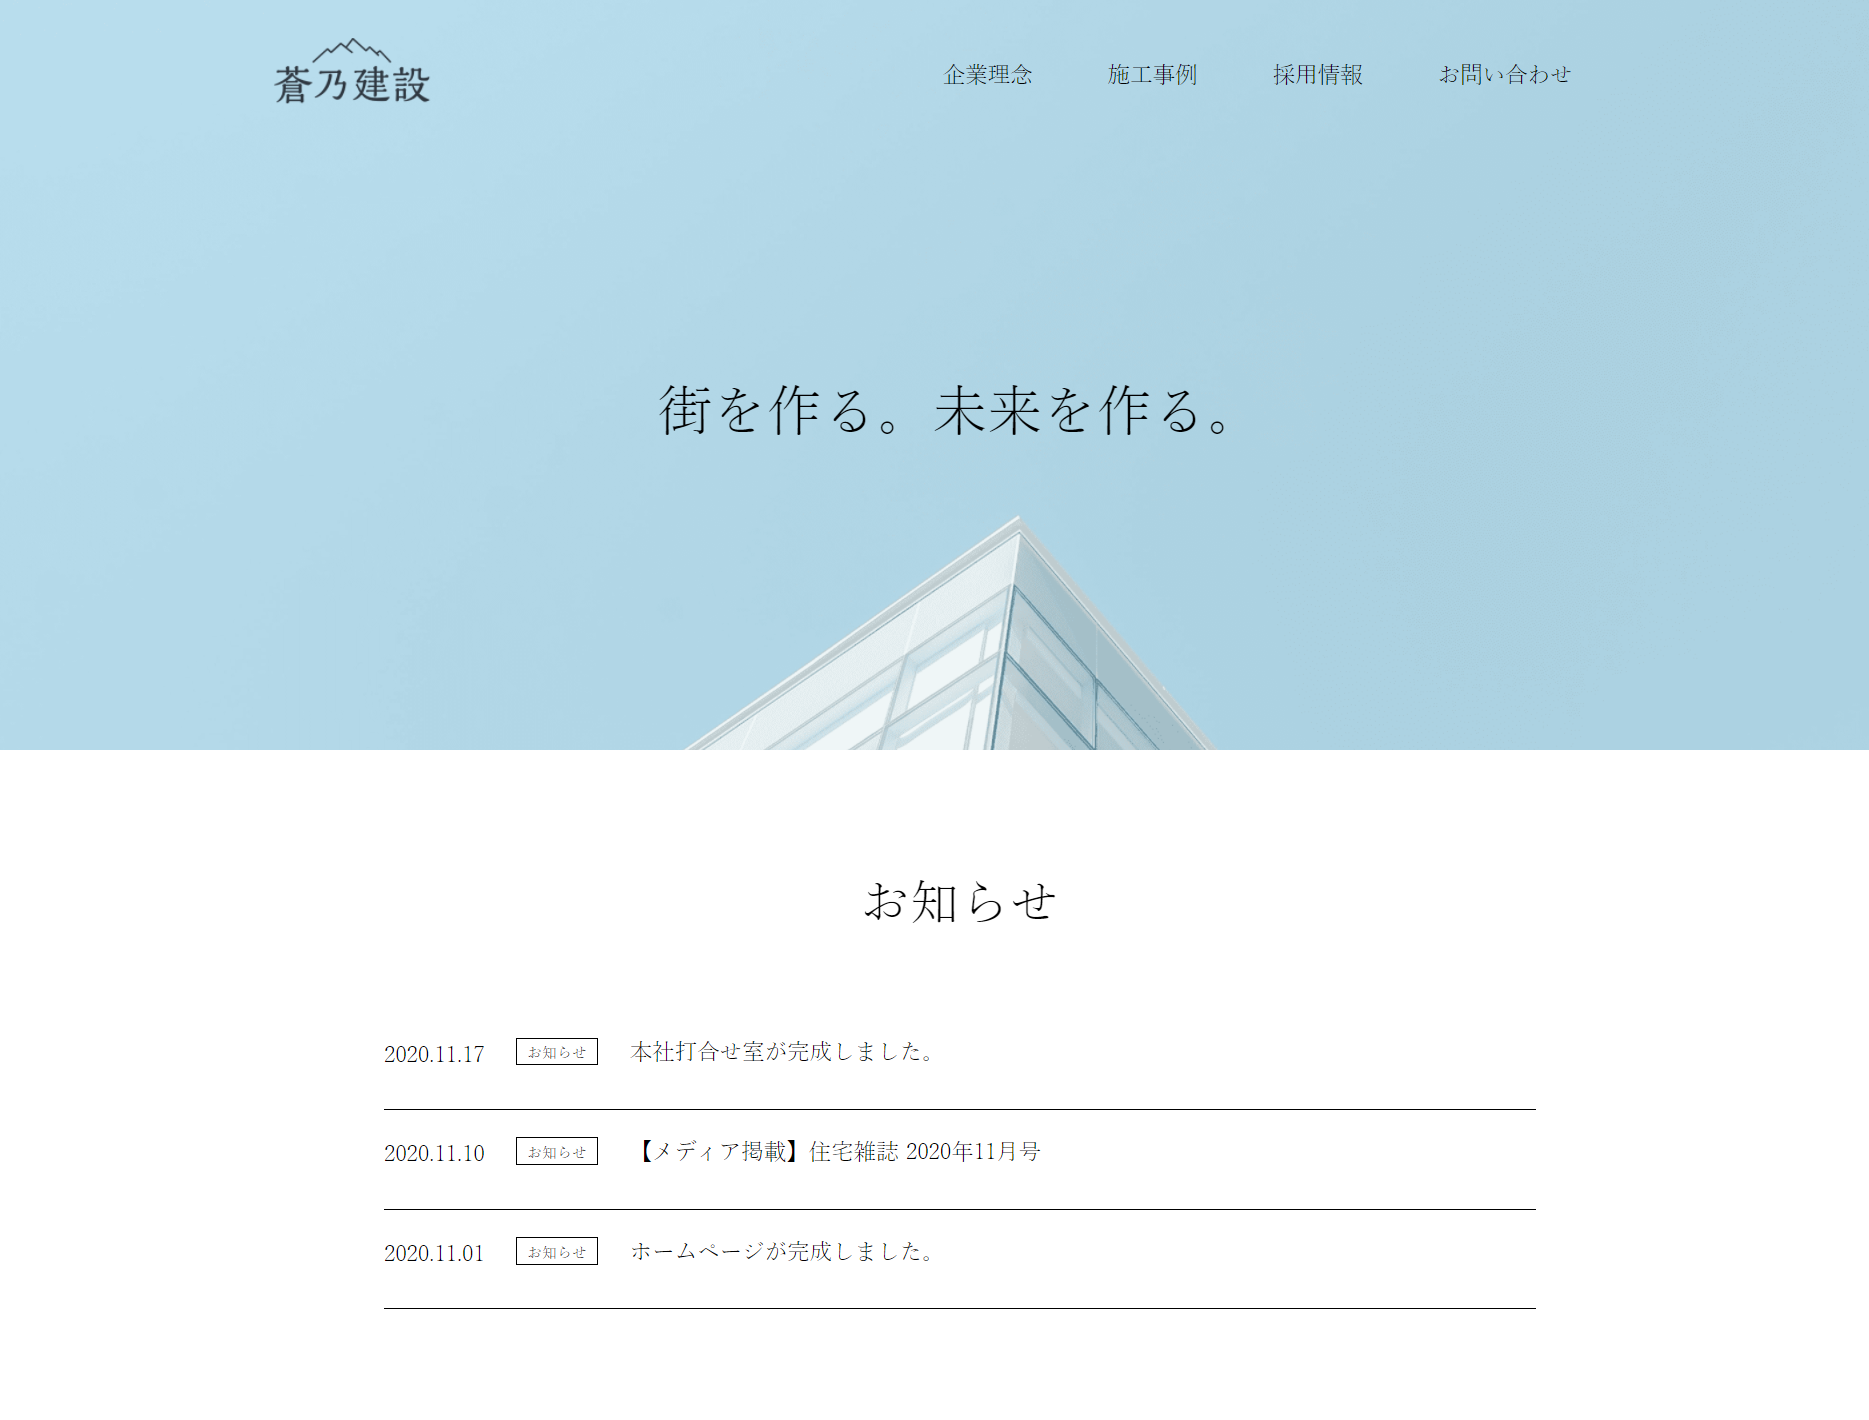 蒼乃建設
企業理念 施工事例 採用情報 お問い合わせ
街を作る。未来を作る。
お知らせ
2020.11.17 お知らせ 本社打合せ室が完成しました。
2020.11.10 お知らせ 【メディア掲載】住宅雑誌 2020年11月号
2020.11.01 お知らせ ホームページが完成しました。